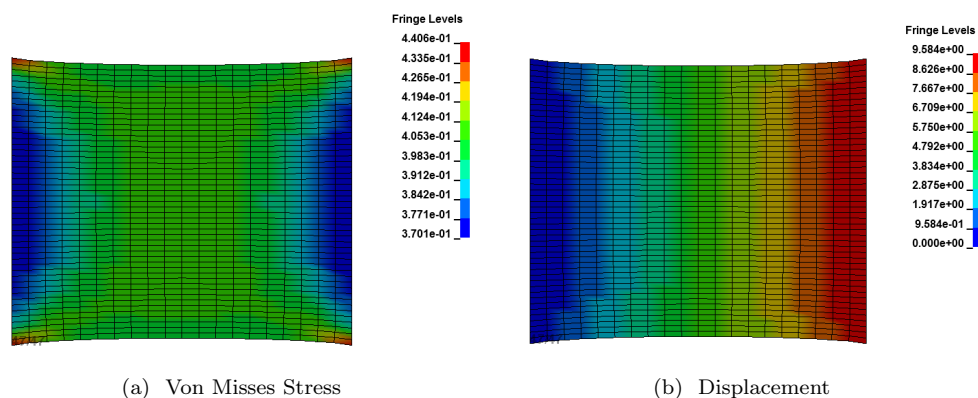 Fringe Levels
4.406e-01
4.335e-01
4.265e-01
4.194e-01
4.124e-01
4.053e-01
3.983e-01
3.912e-01
3.842e-01
3.771e-01
3.701e-01
Fringe Levels
9.584e+00
8.626e+00
7.667e+00
6.709e+00
5.750e+00
4.792e+00
3.834e+00
2.875e+00
1.917e+00
9.584e-01
0.000e+00
(a) Von Misses Stress
(b) Displacement